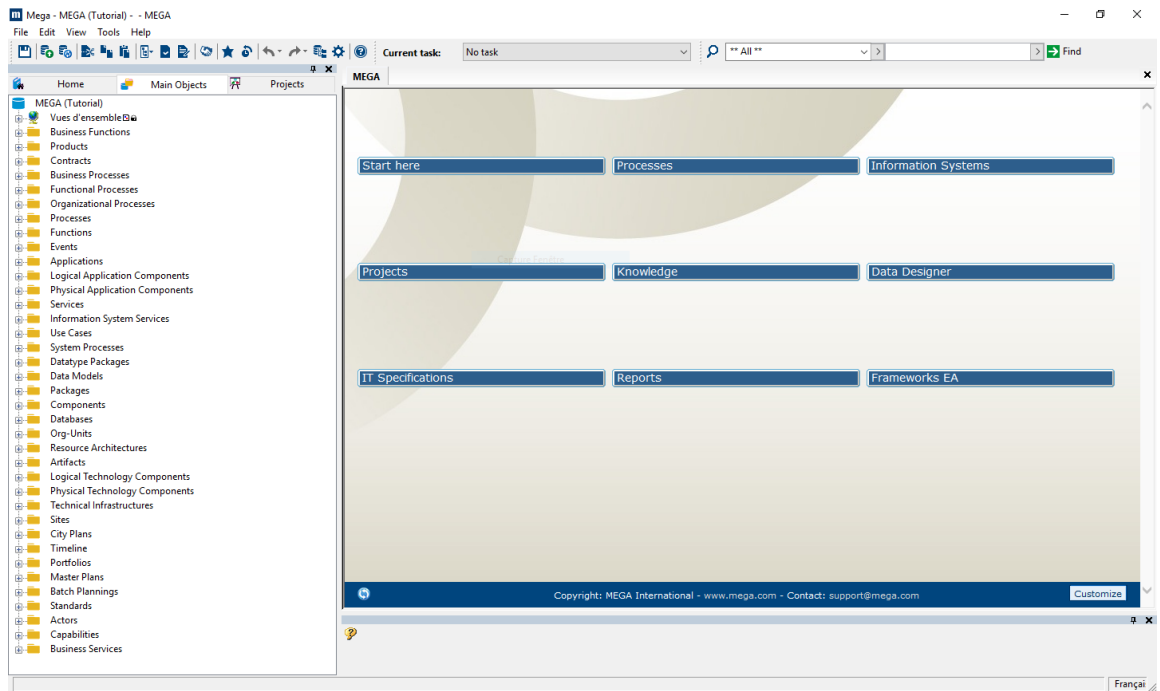 Mega - MEGA (Tutorial) - - MEGA
File Edit View Tools Help
Current task: No task ** All ** Find
Home Main Objects Projects
MEGA
MEGA (Tutorial)
Vues d'ensemble
Business Functions
Products
Contracts
Business Processes
Functional Processes
Organizational Processes
Processes
Functions
Events
Applications
Logical Application Components
Physical Application Components
Services
Information System Services
Use Cases
System Processes
Datatype Packages
Data Models
Packages
Components
Databases
Org-Units
Resource Architectures
Artifacts
Logical Technology Components
Physical Technology Components
Technical Infrastructures
Sites
City Plans
Timeline
Portfolios
Master Plans
Batch Plannings
Standards
Actors
Capabilities
Business Services
Start here Processes Information Systems
Capture Fenêtre
Projects Knowledge Data Designer
IT Specifications Reports Frameworks EA
Copyright: MEGA International - www.mega.com - Contact: support@mega.com Customize
Françai